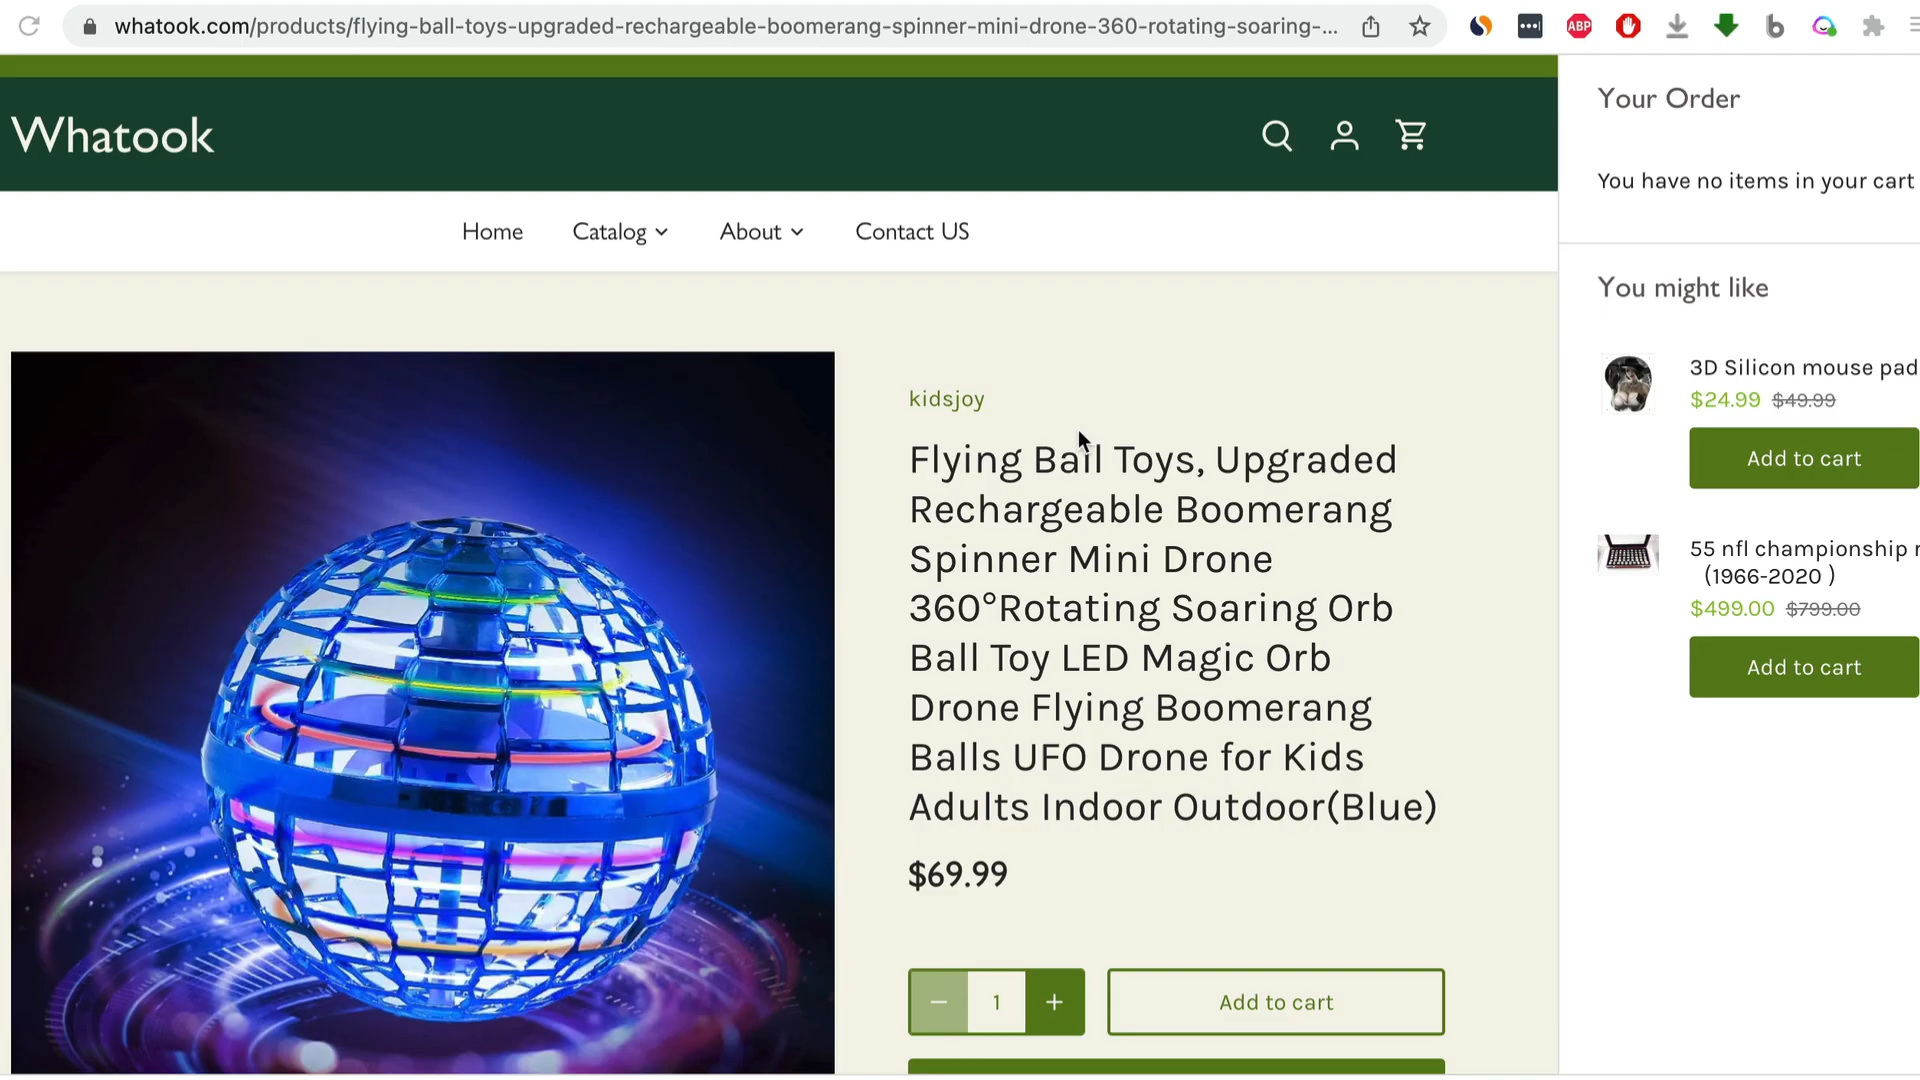 whatook.com/products/flying-ball-toys-upgraded-rechargeable-boomerang-spinner-mini-drone-360-rotating-soaring-...
ABP
b
Whatook
Home
Catalog
About
Contact US
kidsjoy
Flying Ball Toys, Upgraded
Rechargeable Boomerang
Spinner Mini Drone
360°Rotating Soaring Orb
Ball Toy LED Magic Orb
Drone Flying Boomerang
Balls UFO Drone for Kids
Adults Indoor Outdoor(Blue)
$69.99
− 1 +
Add to cart
Your Order
You have no items in your cart
You might like
3D Silicon mouse pad
$24.99 $49.99
Add to cart
55 nfl championship r
(1966-2020 )
$499.00 $799.00
Add to cart